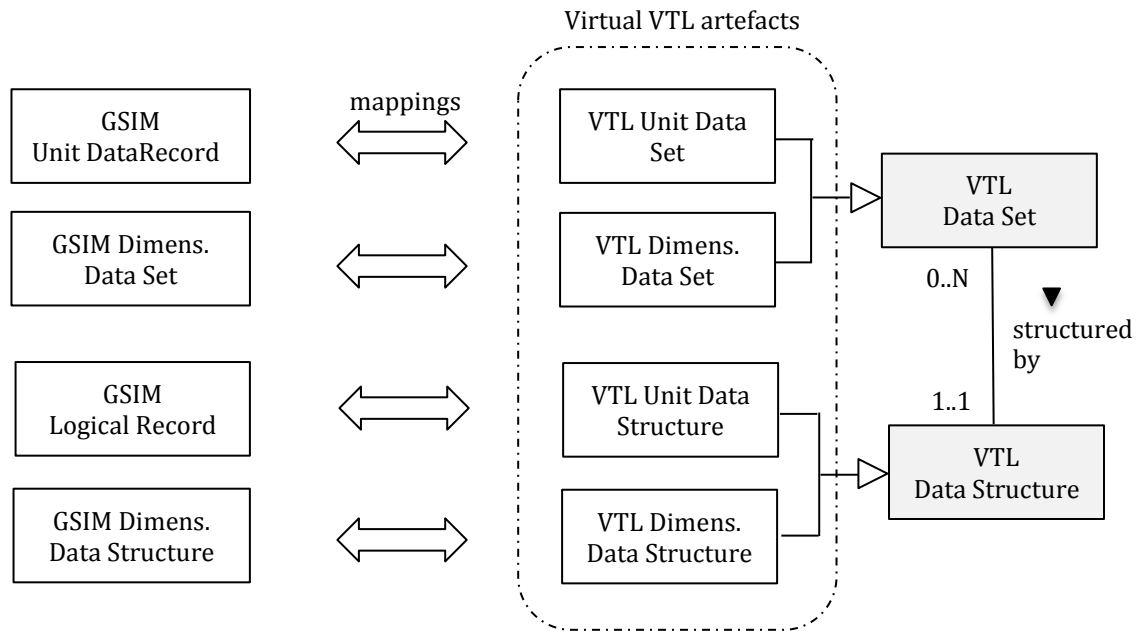 Virtual VTL artefacts
GSIM
Unit DataRecord
mappings
VTL Unit Data
Set
VTL
Data Set
GSIM Dimens.
Data Set
VTL Dimens.
Data Set
0..N
structured
by
1..1
GSIM
Logical Record
VTL Unit Data
Structure
VTL
Data Structure
GSIM Dimens.
Data Structure
VTL Dimens.
Data Structure